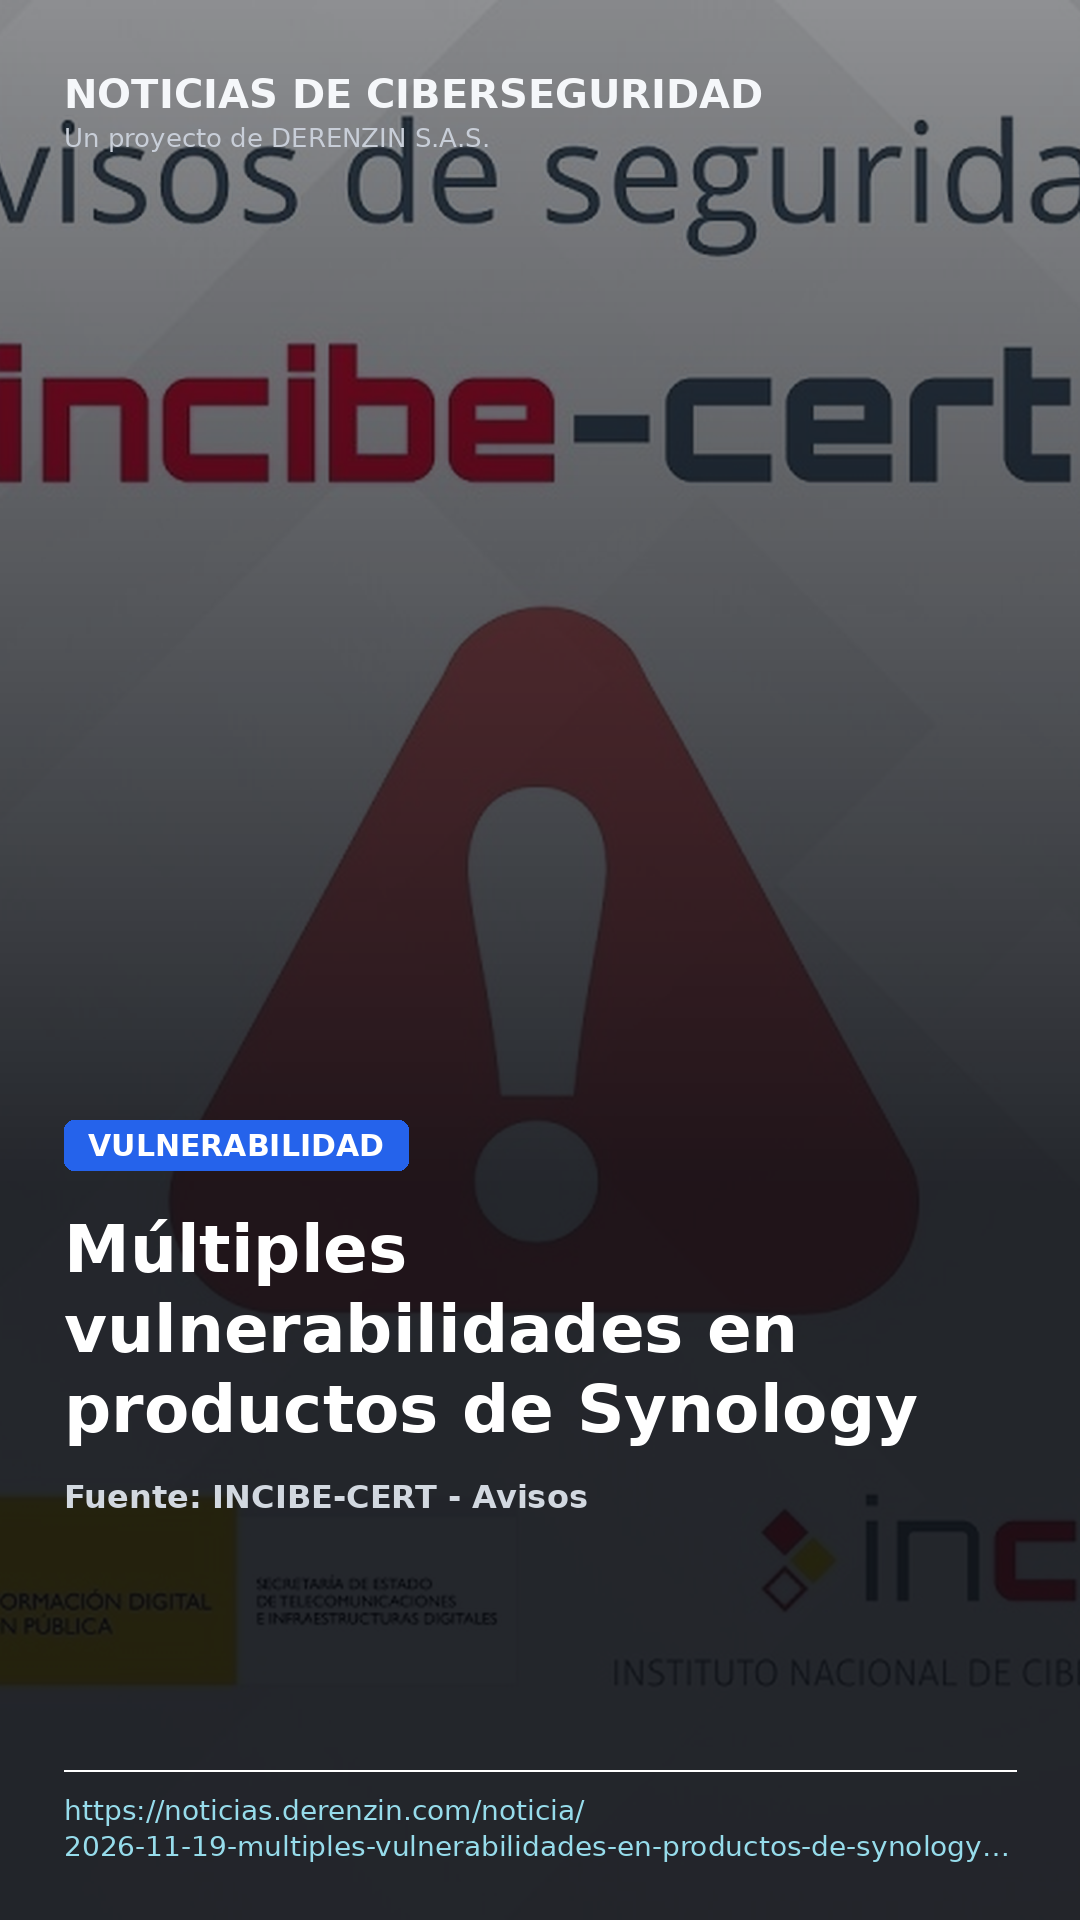 NOTICIAS DE CIBERSEGURIDAD
Un proyecto de DERENZIN S.A.S.
visos de segurida
incibe-cert
VULNERABILIDAD
Múltiples
vulnerabilidades en
productos de Synology
Fuente: INCIBE-CERT - Avisos
ORMACIÓN DIGITAL
N PÚBLICA
SECRETARÍA DE ESTADO
DE TELECOMUNICACIONES
E INFRAESTRUCTURAS DIGITALES
inc
INSTITUTO NACIONAL DE CIB
https://noticias.derenzin.com/noticia/
2026-11-19-multiples-vulnerabilidades-en-productos-de-synology…